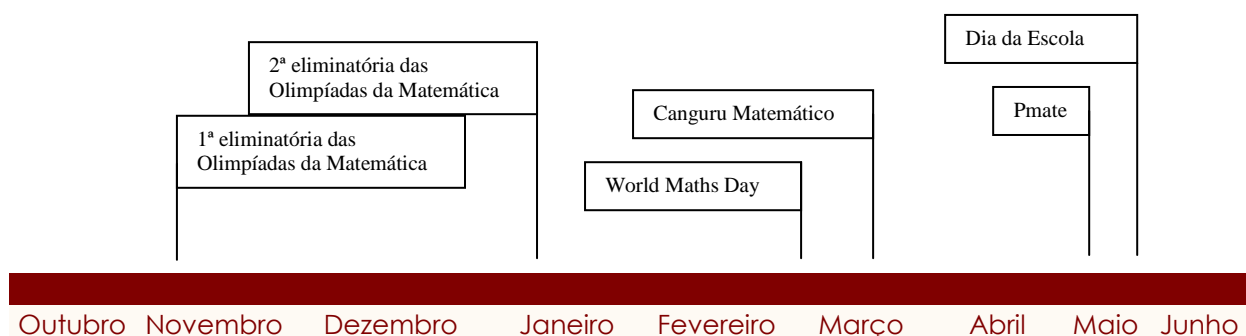 Dia da Escola
2ª eliminatória das
Olimpíadas da Matemática
Canguru Matemático
Pmate
1ª eliminatória das
Olimpíadas da Matemática
World Maths Day
Outubro Novembro Dezembro Janeiro Fevereiro Março Abril Maio Junho